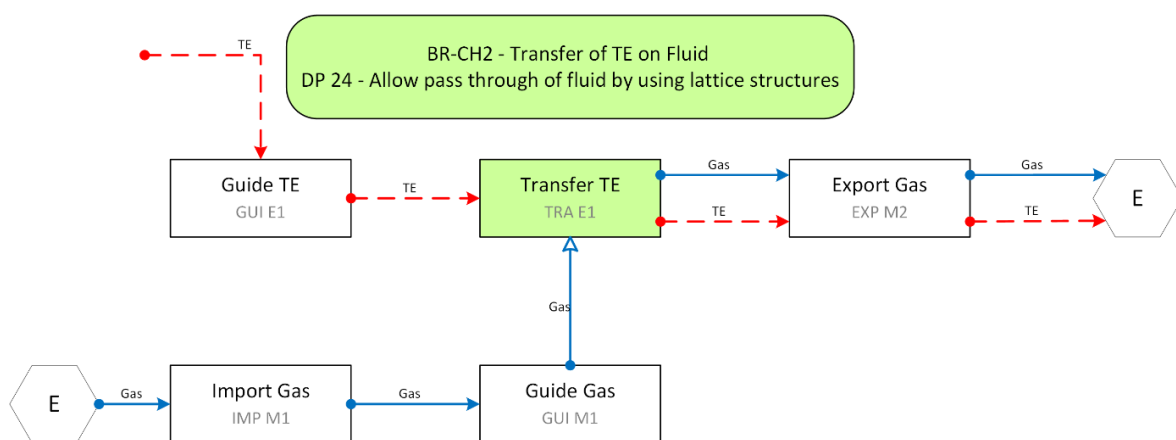 TE
BR-CH2 - Transfer of TE on Fluid
DP 24 - Allow pass through of fluid by using lattice structures
Guide TE
GUI E1
TE
Transfer TE
TRA E1
Gas
TE
Export Gas
EXP M2
Gas
TE
E
Gas
E
Gas
Import Gas
IMP M1
Gas
Guide Gas
GUI M1